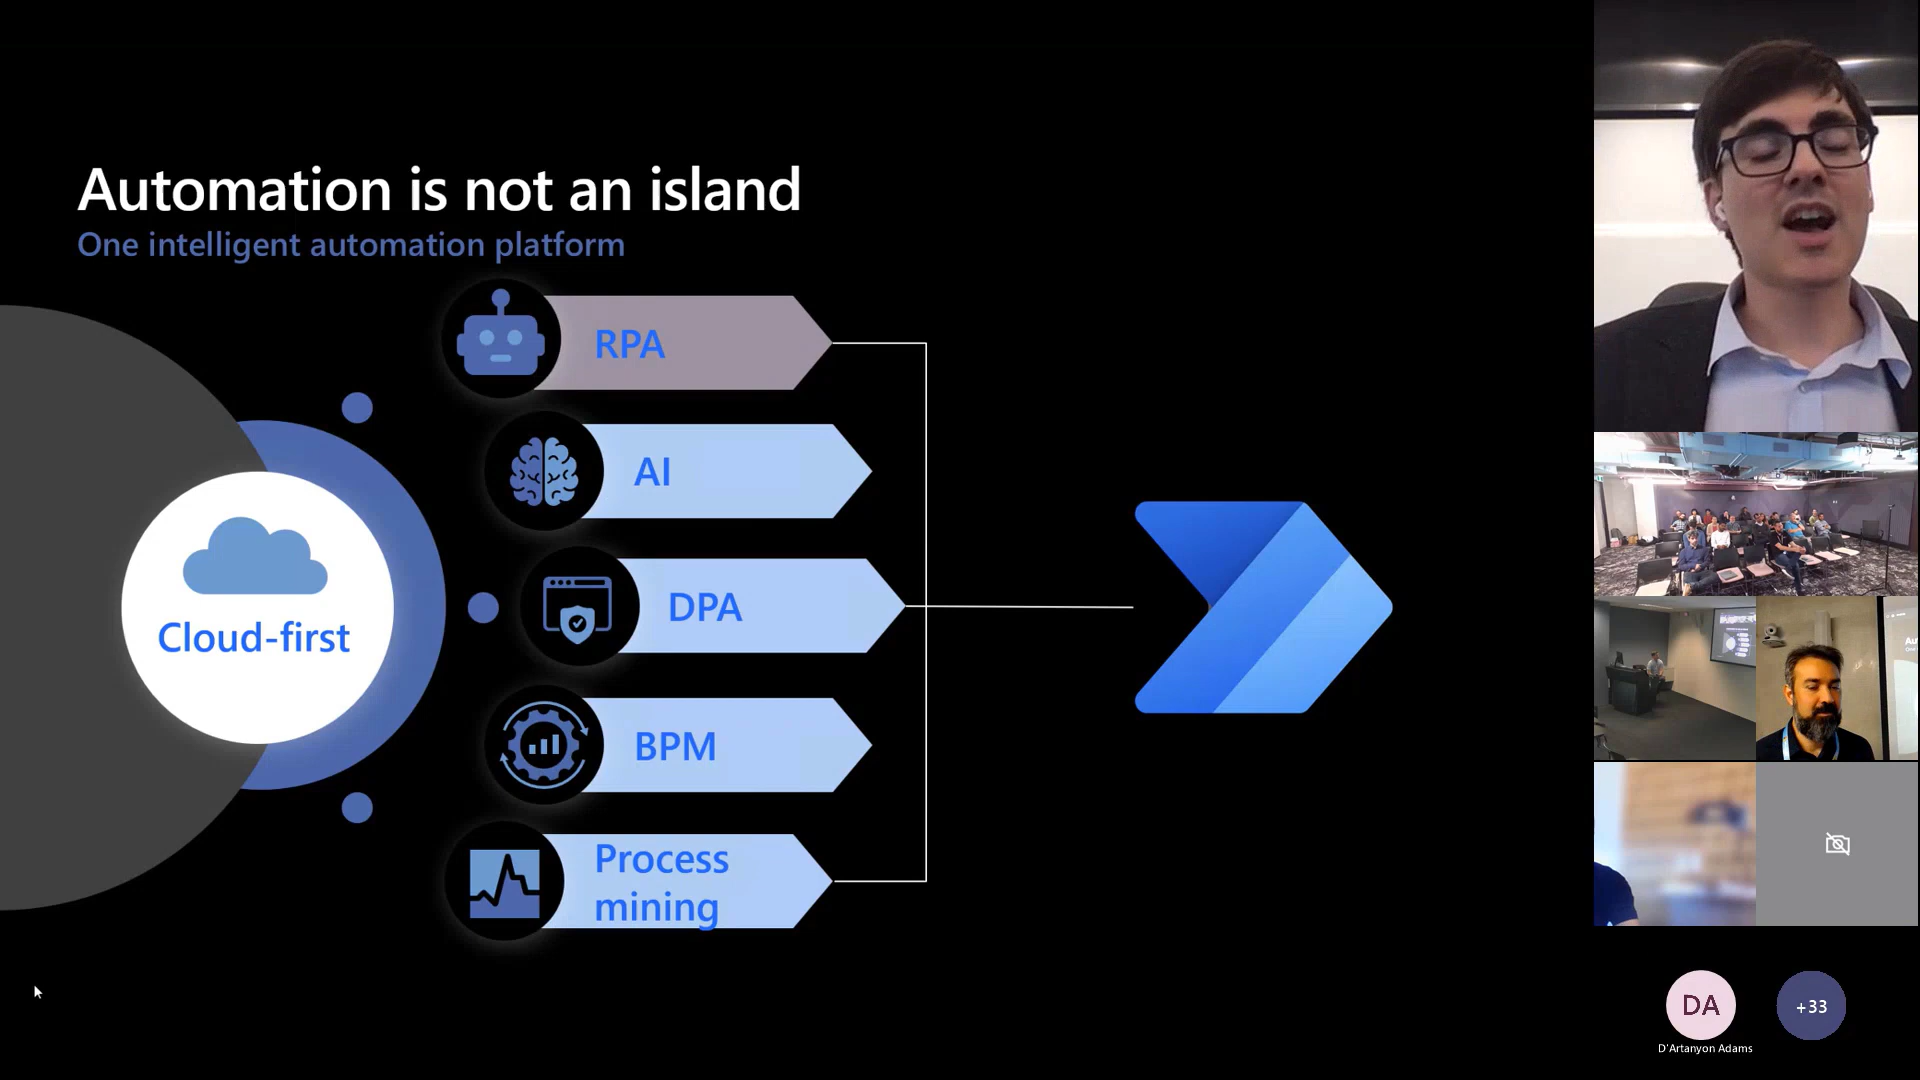 Automation is not an island
One intelligent automation platform
RPA
AI
Cloud-first
DPA
BPM
Process
mining
DA
+33
D'Artanyon Adams